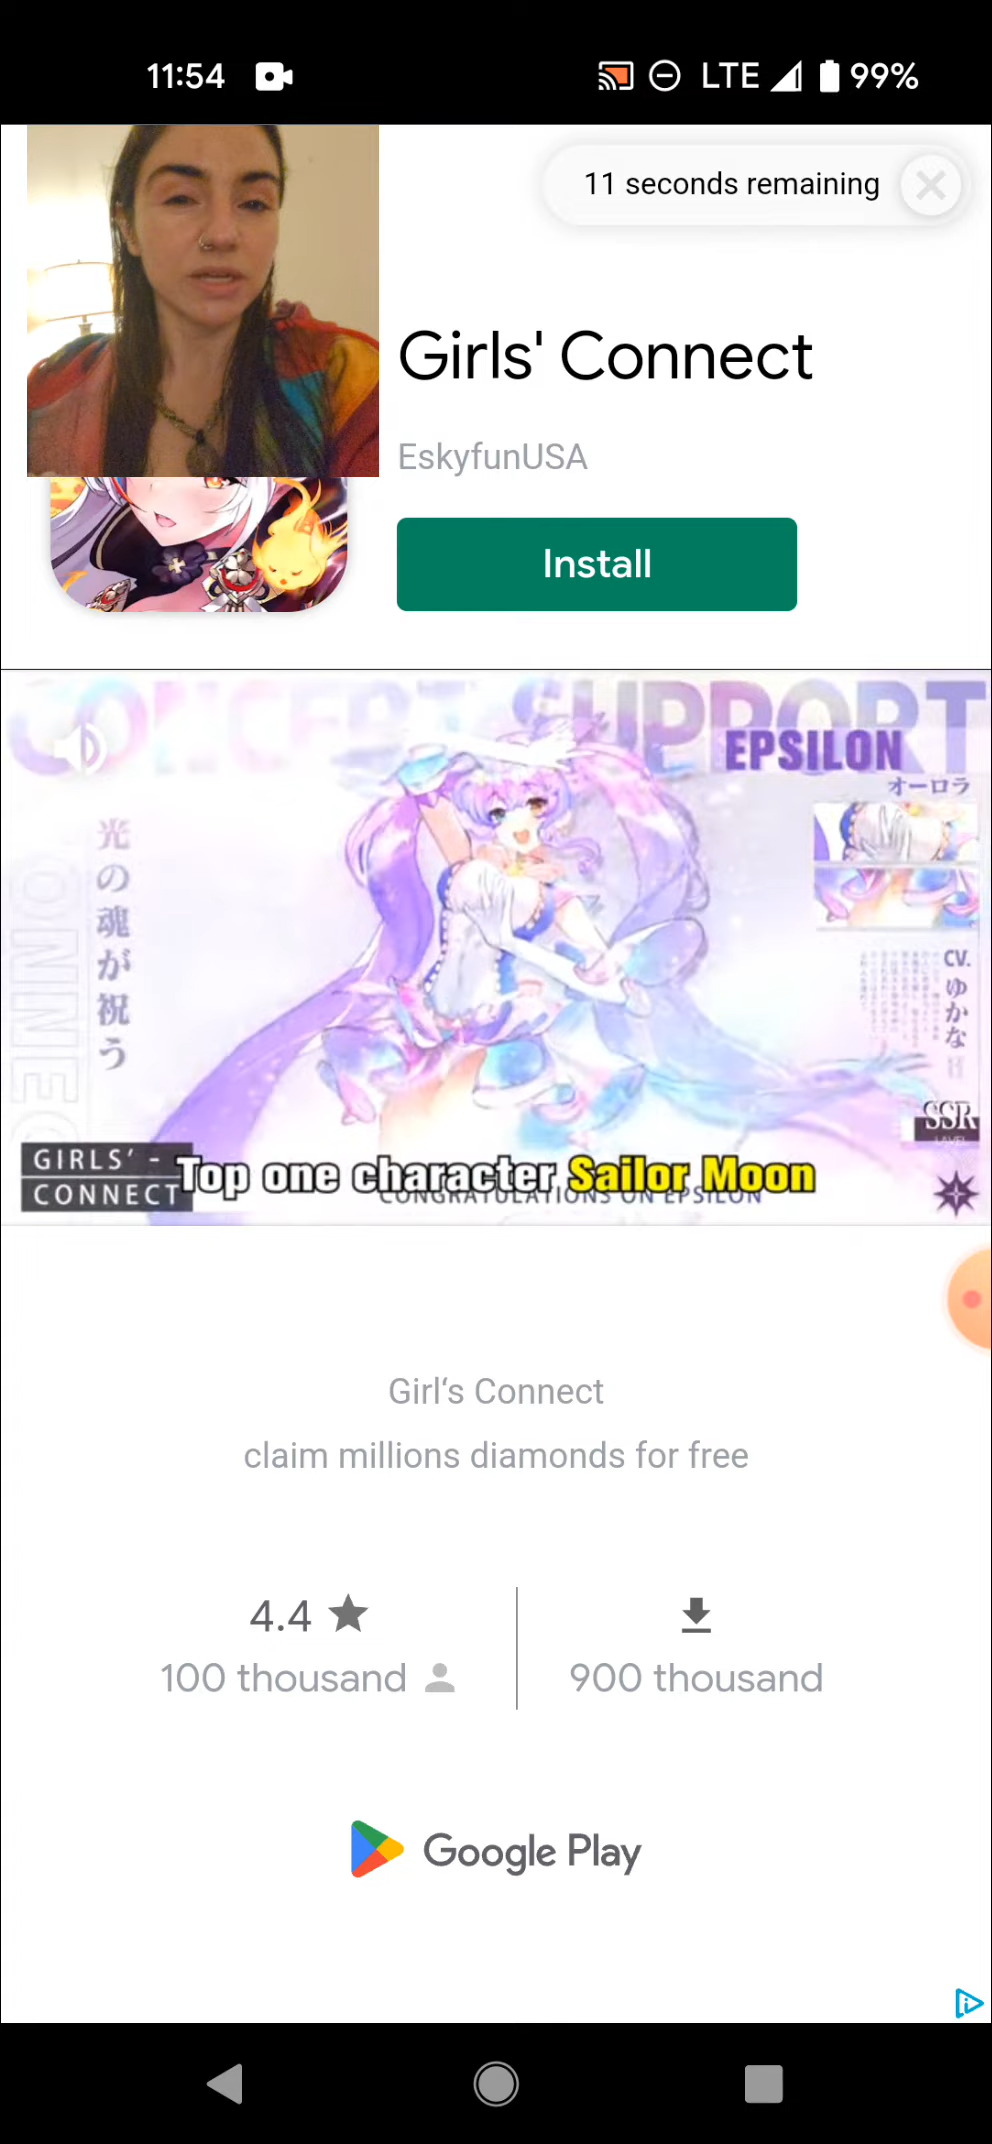 11:54
LTE 99%
11 seconds remaining
Girls' Connect
EskyfunUSA
Install
CONCERT SUPPORT
EPSILON
オーロラ
光の魂が祝う
CV.ゆかな
SSR
GIRLS' -
CONNECT
Top one character Sailor Moon
CONGRATULATIONS ON EPSILON
Girl‘s Connect
claim millions diamonds for free
4.4
100 thousand
900 thousand
Google Play